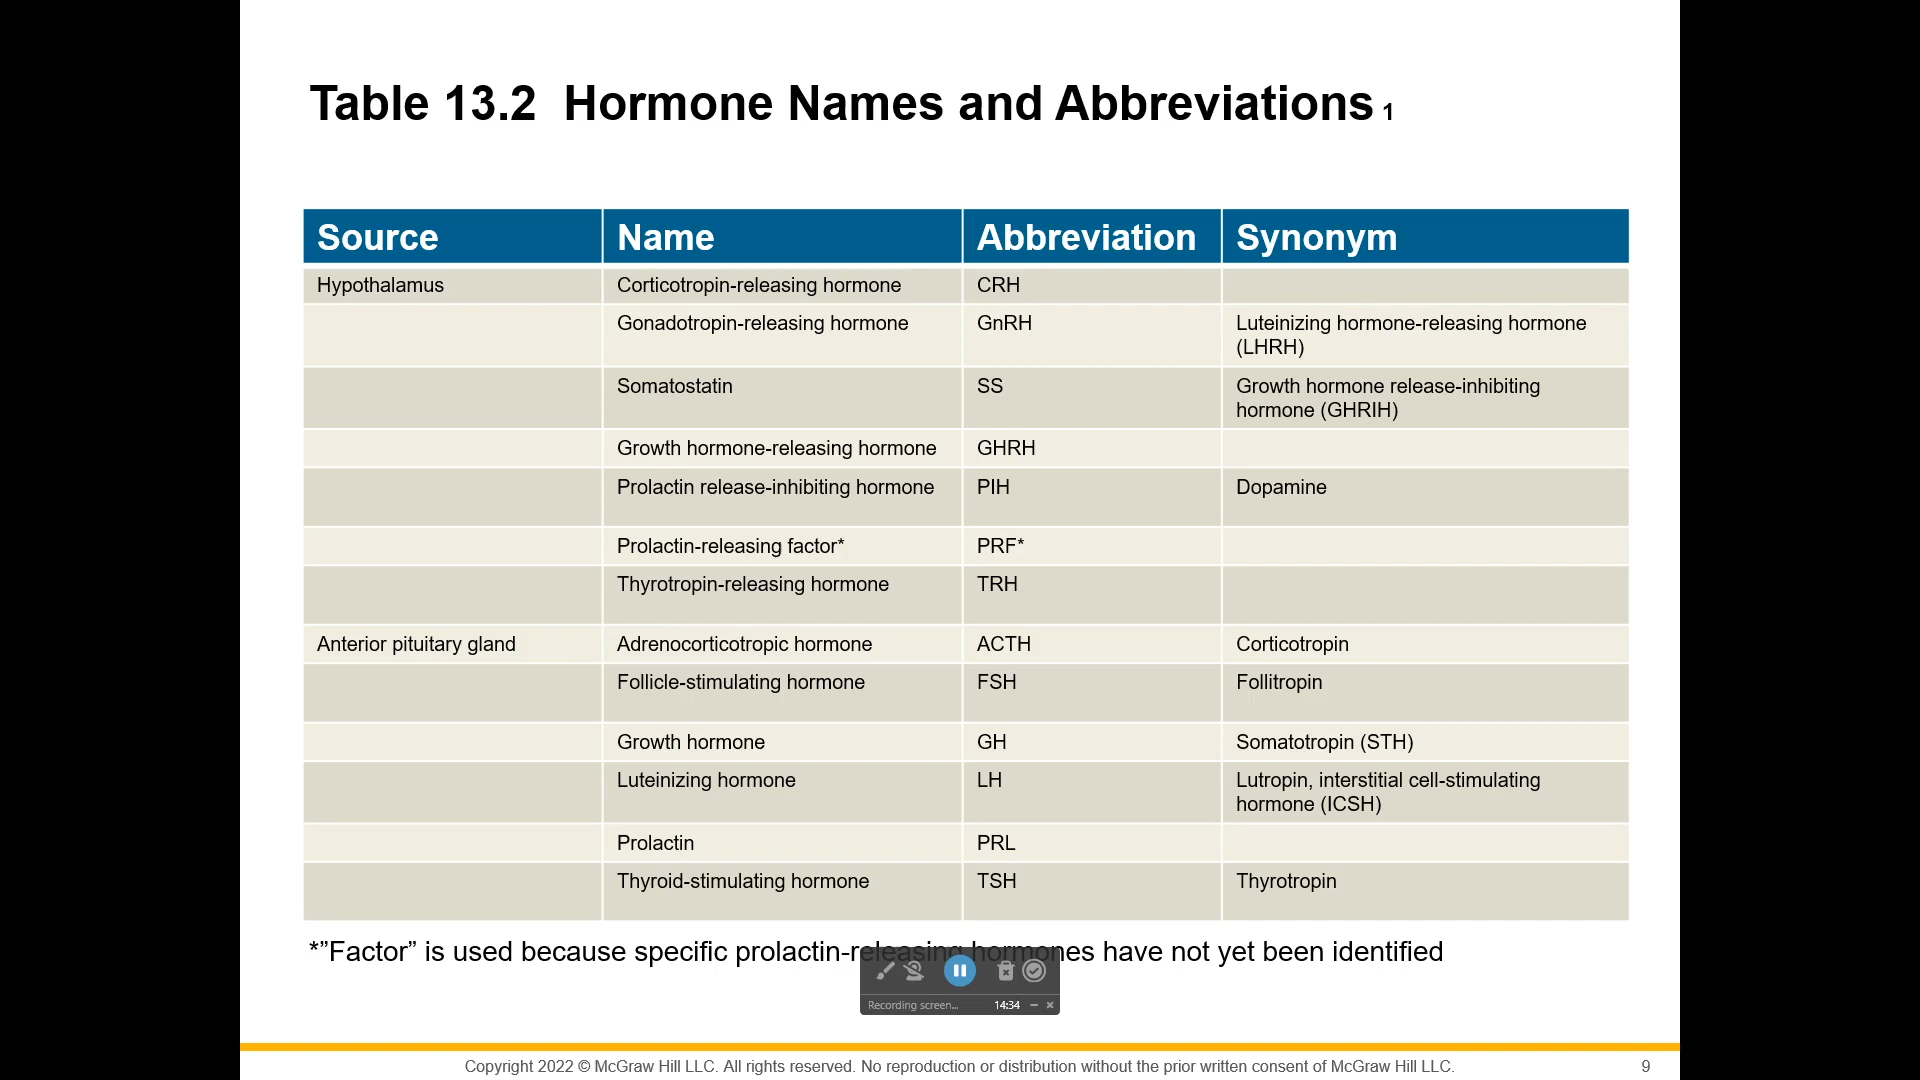 Table 13.2 Hormone Names and Abbreviations 1
Source Name Abbreviation Synonym
Hypothalamus Corticotropin-releasing hormone CRH
Gonadotropin-releasing hormone GnRH Luteinizing hormone-releasing hormone
(LHRH)
Somatostatin SS Growth hormone release-inhibiting
hormone (GHRIH)
Growth hormone-releasing hormone GHRH
Prolactin release-inhibiting hormone PIH Dopamine
Prolactin-releasing factor* PRF*
Thyrotropin-releasing hormone TRH
Anterior pituitary gland Adrenocorticotropic hormone ACTH Corticotropin
Follicle-stimulating hormone FSH Follitropin
Growth hormone GH Somatotropin (STH)
Luteinizing hormone LH Lutropin, interstitial cell-stimulating
hormone (ICSH)
Prolactin PRL
Thyroid-stimulating hormone TSH Thyrotropin
*”Factor” is used because specific prolactin-releasing hormones have not yet been identified
Recording screen... 14:34
Copyright 2022 © McGraw Hill LLC. All rights reserved. No reproduction or distribution without the prior written consent of McGraw Hill LLC. 9